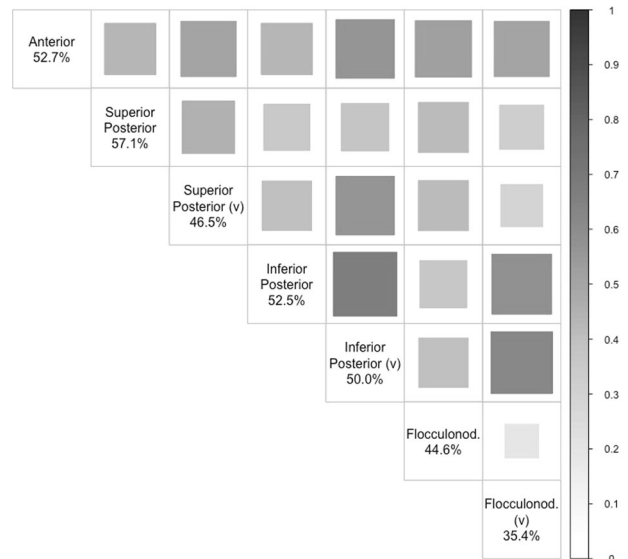 Anterior
52.7%
Superior
Posterior
57.1%
Superior
Posterior (v)
46.5%
Inferior
Posterior
52.5%
Inferior
Posterior (v)
50.0%
Flocculonod.
44.6%
Flocculonod.
(v)
35.4%
1
0.9
0.8
0.7
0.6
0.5
0.4
0.3
0.2
0.1
0